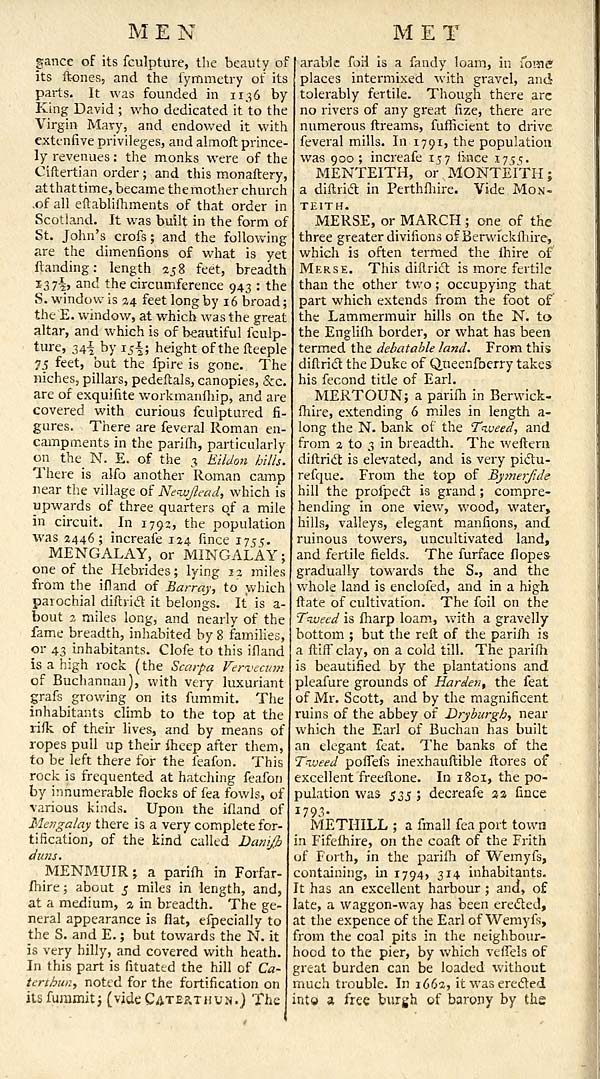 MEN
gance of its ſculpture, the beauty of
its ſtones, and the ſymmetry of its
parts. It was founded in 1136 by
King David; who dedicated it to the
Virgin Mary, and endowed it with
extenſive privileges, and almoſt prince-
ly revenues: the monks were of the
Ciſtertian order; and this monaſtery,
at that time, became the mother church
of all eſtabliſhments of that order in
Scotland. It was built in the form of
St. John's croſs; and the following
are the dimenſions of what is yet
ſtanding: length 258 feet, breadth
137½, and the circumference 943: the
S. window is 24 feet long by 16 broad;
the E. window, at which was the great
altar, and which is of beautiful ſculp-
ture, 34½ by 15½; height of the ſteeple
75 feet, but the ſpire is gone. The
niches, pillars, pedeſtals, canopies, &c.
are of exquiſite workmanſhip, and are
covered with curious ſculptured fi-
gures. There are ſeveral Roman en-
campments in the pariſh, particularly
on the N. E. of the 3 Eildon hills.
There is alſo another Roman camp
near the village of Newſtead, which is
upwards of three quarters of a mile
in circuit. In 1792, the population
was 2446; increaſe 124 ſince 1755.
MENGALAY, or MINGALAY;
one of the Hebrides; lying 12 miles
from the iſland of Barray, to which
parochial diſtrict it belongs. It is a-
bout 2 miles long, and nearly of the
ſame breadth, inhabited by 8 families,
or 43 inhabitants. Cloſe to this iſland
is a high rock (the Scarpa Vervecum
of Buchannan), with very luxuriant
graſs growing on its ſummit. The
inhabitants climb to the top at the
riſk of their lives, and by means of
ropes pull up their ſheep after them,
to be left there for the ſeaſon. This
rock is frequented at hatching ſeaſon
by innumerable flocks of ſea fowls, of
various kinds. Upon the iſland of
Mengalay there is a very complete for-
tification, of the kind called Daniſh
duns.
MENMUIR; a pariſh in Forfar-
ſhire; about 5 miles in length, and,
at a medium, 2 in breadth. The ge-
neral appearance is flat, eſpecially to
the S. and E.; but towards the N. it
is very hilly, and covered with heath.
In this part is ſituated the hill of Ca-
terthun, noted for the fortification on
its ſummit; (vide CATERTHUN.) The
MET
arable ſoil is a ſandy loam, in ſome
places intermixed with gravel, and
tolerably fertile. Though there are
no rivers of any great ſize, there are
numerous ſtreams, ſufficient to drive
ſeveral mills. In 1791, the population
was 900; increaſe 157 ſince 1755.
MENTEITH, or MONTEITH;
a diſtrict in Perthſhire. Vide MON-
TEITH.
MERSE, or MARCH; one of the
three greater diviſions of Berwickſhire,
which is often termed the ſhire of
MERSE. This diſtrict is more fertile
than the other two; occupying that
part which extends from the foot of
the Lammermuir hills on the N. to
the Engliſh border, or what has been
termed the debatable land. From this
diſtrict the Duke of Queenſberry takes
his ſecond title of Earl.
MERTOUN; a pariſh in Berwick-
ſhire, extending 6 miles in length a-
long the N. bank of the Tweed, and
from 2 to 3 in breadth. The weſtern
diſtrict is elevated, and is very pictu-
reſque. From the top of Bymerſide
hill the proſpect is grand; compre-
hending in one view, wood, water,
hills, valleys, elegant manſions, and
ruinous towers, uncultivated land,
and fertile fields. The ſurface ſlopes
gradually towards the S., and the
whole land is encloſed, and in a high
ſtate of cultivation. The ſoil on the
Tweed is ſharp loam, with a gravelly
bottom; but the reſt of the pariſh is
a ſtiff clay, on a cold till. The pariſh
is beautified by the plantations and
pleaſure grounds of Harden, the ſeat
of Mr. Scott, and by the magnificent
ruins of the abbey of Dryburgh, near
which the Earl of Buchan has built
an elegant ſeat. The banks of the
Tweed poſſeſs inexhauſtible ſtores of
excellent freeſtone. In 1801, the po-
pulation was 535; decreaſe 22 ſince
1793.
METHILL; a ſmall ſea port town
in Fifeſhire, on the coaſt of the Frith
of Forth, in the pariſh of Wemyſs,
containing, in 1794, 314 inhabitants.
It has an excellent harbour; and, of
late, a waggon-way has been erected,
at the expence of the Earl of Wemyſs,
from the coal pits in the neighbour-
hood to the pier, by which veſſels of
great burden can be loaded without
much trouble. In 1662, it was erected
into a free burgh of barony by the